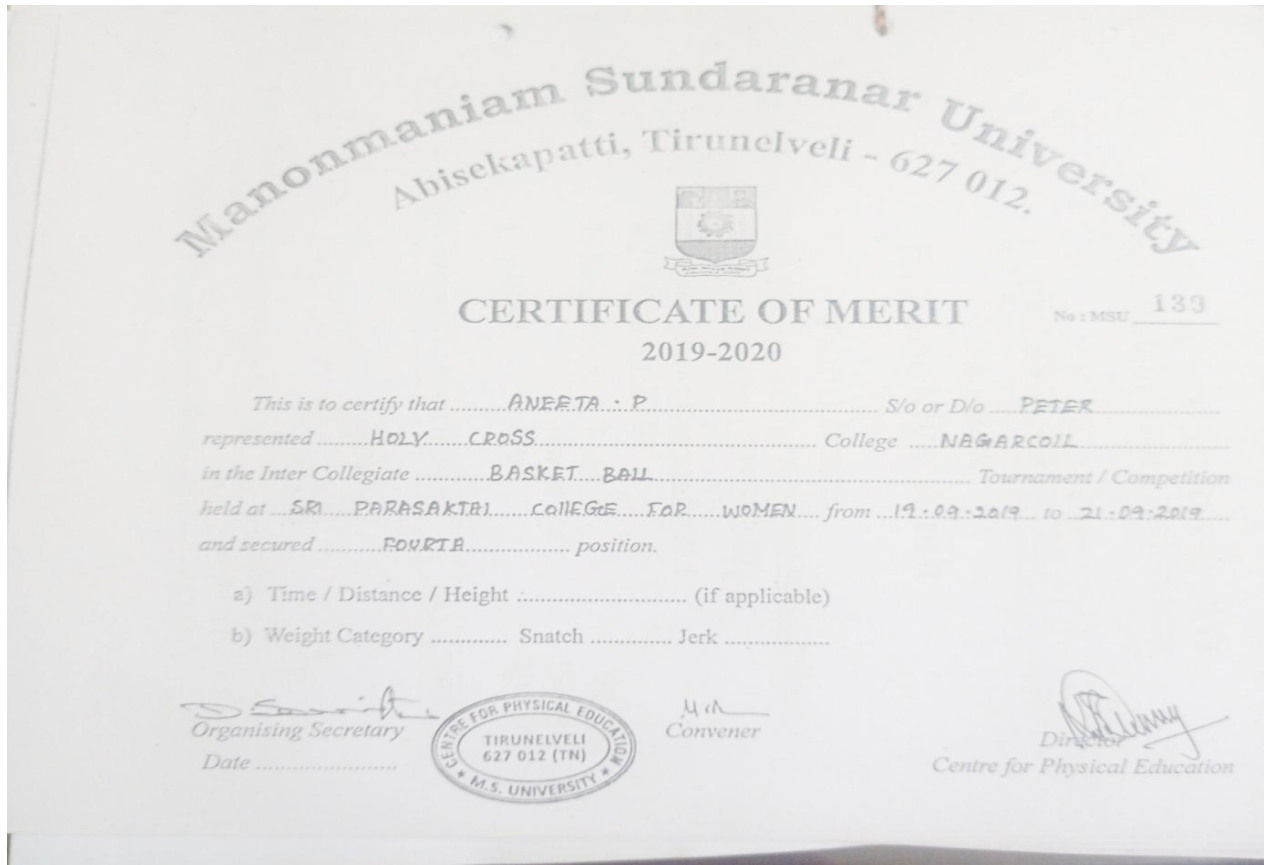 Manonmaniam Sundaranar University
Abisekapatti, Tirunelveli - 627 012.
CERTIFICATE OF MERIT
No : MSU 139
2019-2020
This is to certify that ........ANEETA . P........ S/o or D/o ....PETER........
represented ........HOLY......CROSS........ College ....NAGARCOIL........
in the Inter Collegiate ............BASKET....BALL........ Tournament / Competition
held at ...SRI....PARASAKTHI....COllEGE....FOR....WOMEN.... from ...19.09.2019... to ..21-09-2019....
and secured ..........FOURTH.................. position.
a) Time / Distance / Height ............................. (if applicable)
b) Weight Category ............. Snatch .............. Jerk ..................
Organising Secretary
Convener
Director
Date ........................
Centre for Physical Education
CENTRE FOR PHYSICAL EDUCATION
TIRUNELVELI
627 012 (TN)
* M.S. UNIVERSITY *